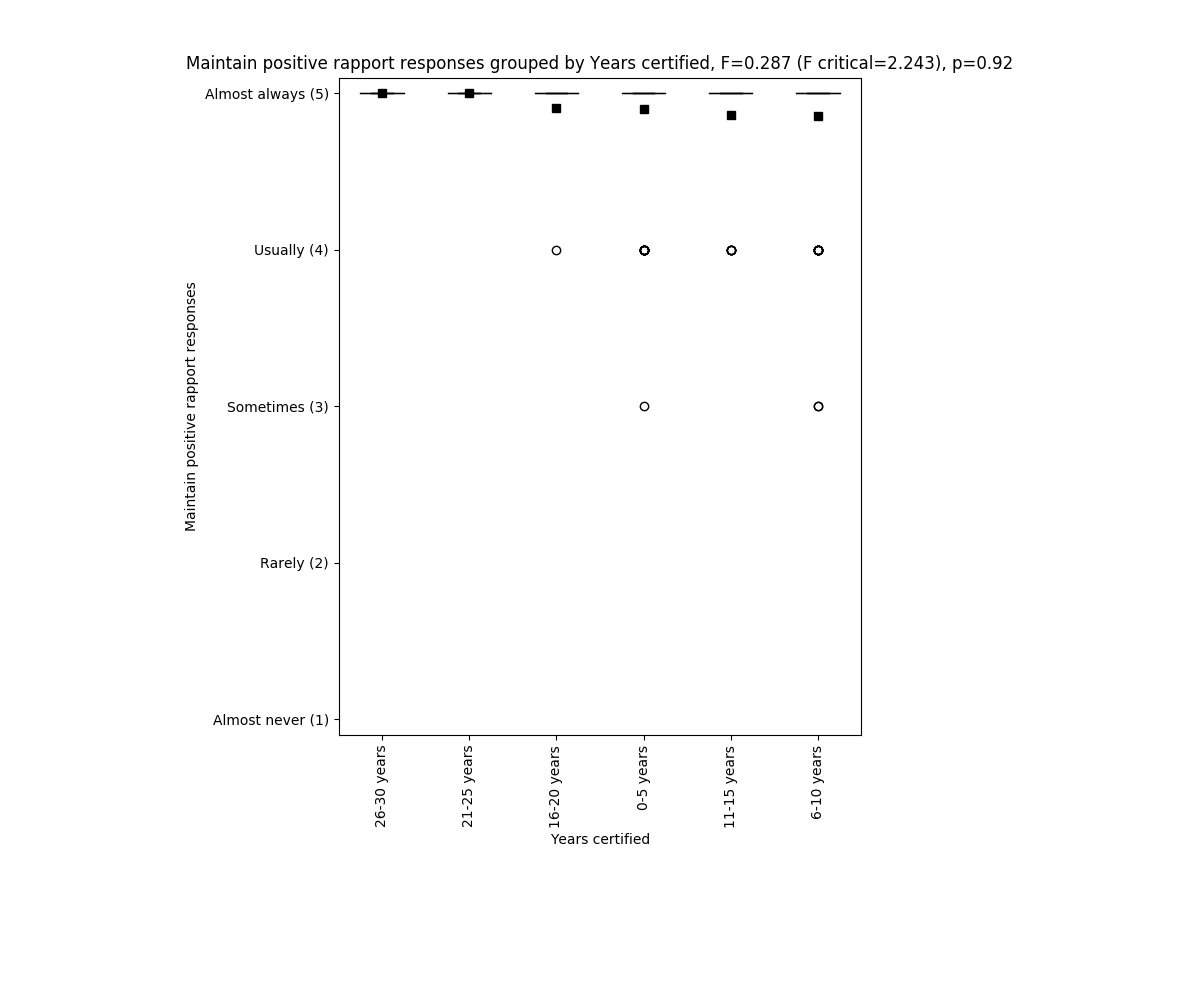 Maintain positive rapport responses grouped by Years certified, F=0.287 (F critical=2.243), p=0.92
Almost always (5)
Usually (4)
Sometimes (3)
Rarely (2)
Almost never (1)
Maintain positive rapport responses
26-30 years
21-25 years
16-20 years
0-5 years
11-15 years
6-10 years
Years certified